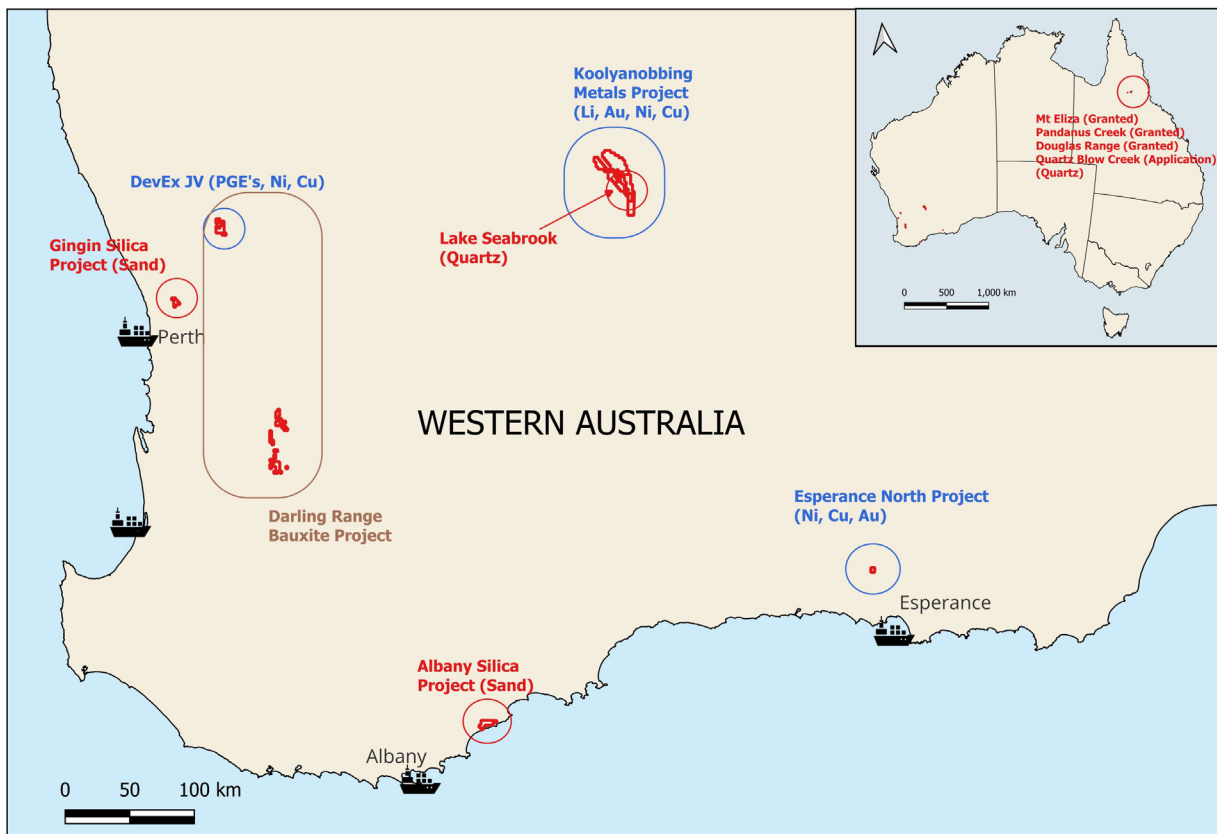 Koolyanobbing
Metals Project
(Li, Au, Ni, Cu)
DevEx JV (PGE's, Ni, Cu)
Gingin Silica
Project (Sand)
Lake Seabrook
(Quartz)
Perth
WESTERN AUSTRALIA
Darling Range
Bauxite Project
Esperance North Project
(Ni, Cu, Au)
Esperance
Albany Silica
Project (Sand)
Albany
0 50 100 km
Mt Eliza (Granted)
Pandanus Creek (Granted)
Douglas Range (Granted)
Quartz Blow Creek (Application)
(Quartz)
0 500 1,000 km